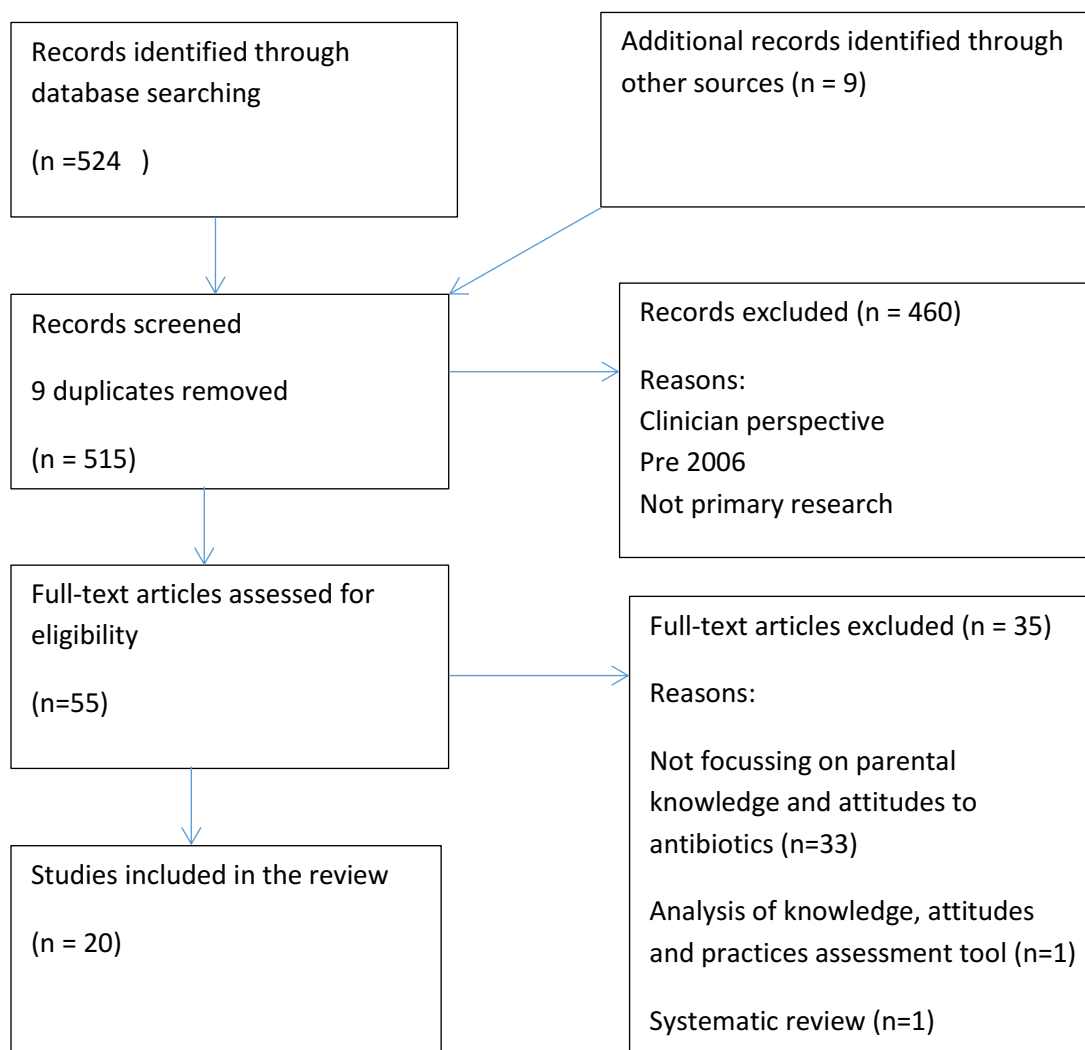 Records identified through
database searching
(n =524   )
Additional records identified through
other sources (n = 9)
Records screened
9 duplicates removed
(n = 515)
Records excluded (n = 460)
Reasons:
Clinician perspective
Pre 2006
Not primary research
Full-text articles assessed for
eligibility
(n=55)
Full-text articles excluded (n = 35)
Reasons:
Not focussing on parental
knowledge and attitudes to
antibiotics (n=33)
Analysis of knowledge, attitudes
and practices assessment tool (n=1)
Systematic review (n=1)
Studies included in the review
(n = 20)